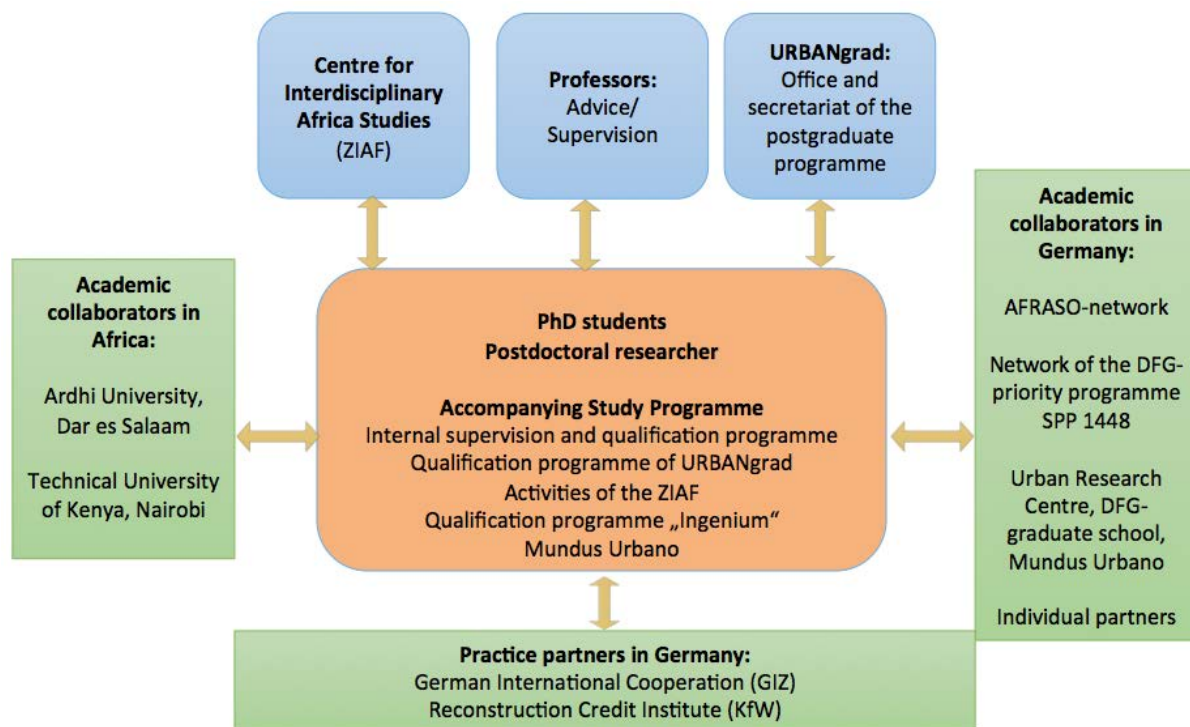 Centre for
Interdisciplinary
Africa Studies
(ZIAF)
Professors:
Advice/
Supervision
URBANgrad:
Office and
secretariat of the
postgraduate
programme
Academic
collaborators in
Africa:
Ardhi University,
Dar es Salaam
Technical University
of Kenya, Nairobi
PhD students
Postdoctoral researcher
Accompanying Study Programme
Internal supervision and qualification programme
Qualification programme of URBANgrad
Activities of the ZIAF
Qualification programme „Ingenium“
Mundus Urbano
Academic
collaborators in
Germany:
AFRASO-network
Network of the DFG-
priority programme
SPP 1448
Urban Research
Centre, DFG-
graduate school,
Mundus Urbano
Individual partners
Practice partners in Germany:
German International Cooperation (GIZ)
Reconstruction Credit Institute (KfW)